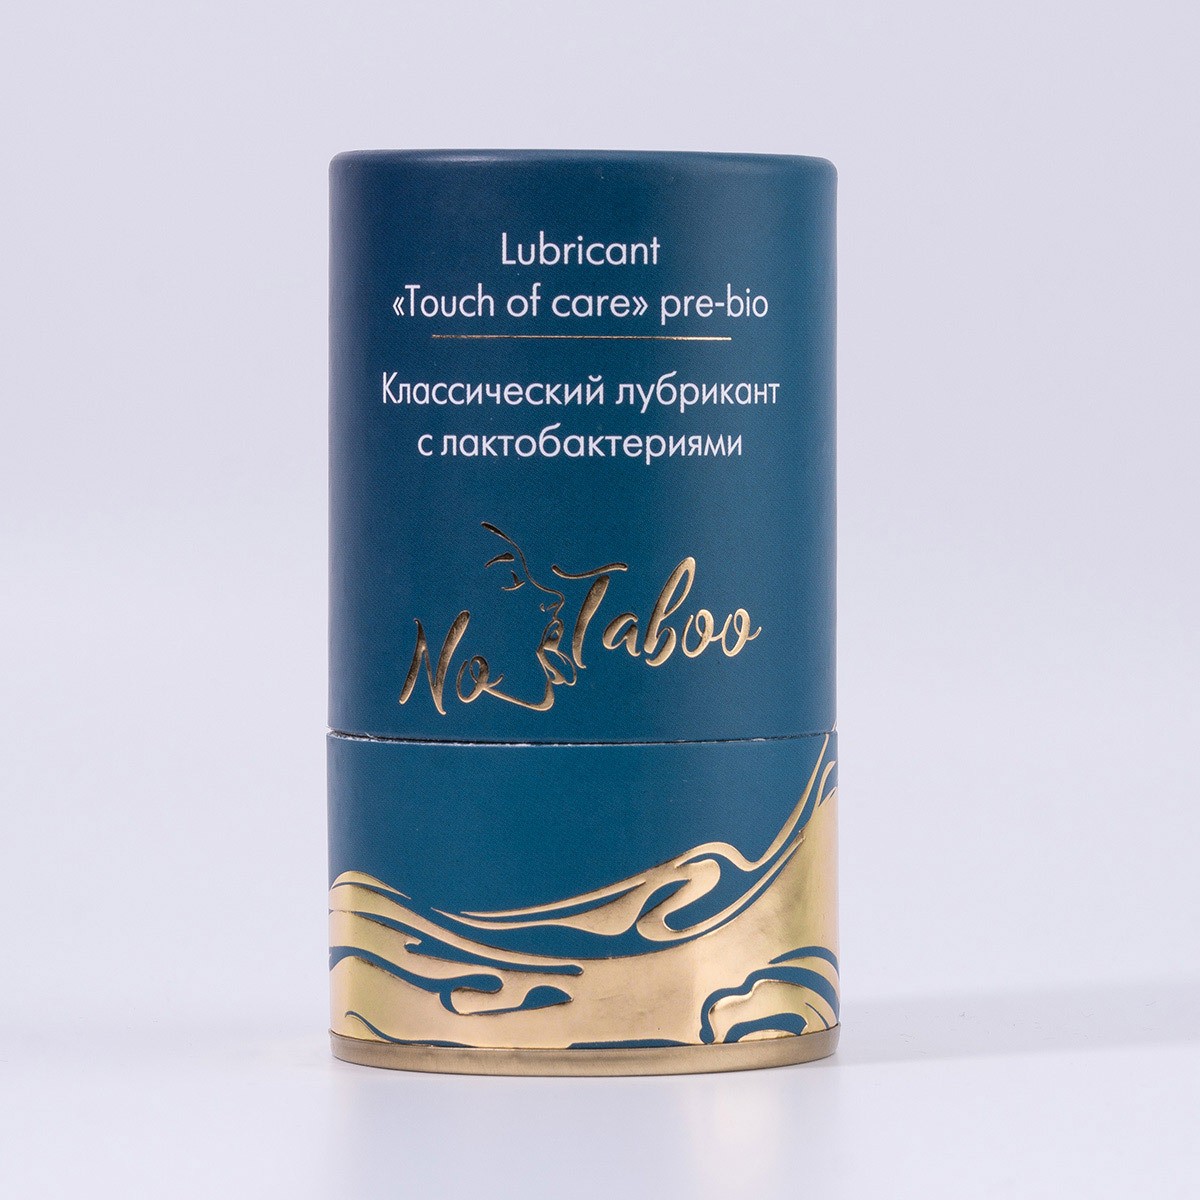 Lubricant
«Touch of care» pre-bio
Классический лубрикант
с лактобактериями
No Taboo